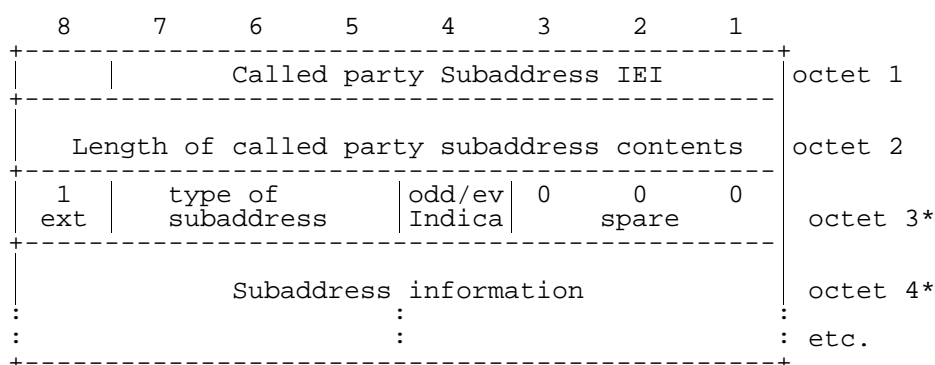 8 7 6 5 4 3 2 1
+-----------------------------------------------+
| | Called party Subaddress IEI | octet 1
+-----------------------------------------------
| Length of called party subaddress contents | octet 2
+-----------------------------------------------
1 | type of | odd/ev | 0 0 0
ext | subaddress | Indica | spare | octet 3*
+-----------------------------------------------
| Subaddress information | octet 4*
: : :
: : : etc.
+-----------------------------------------------+